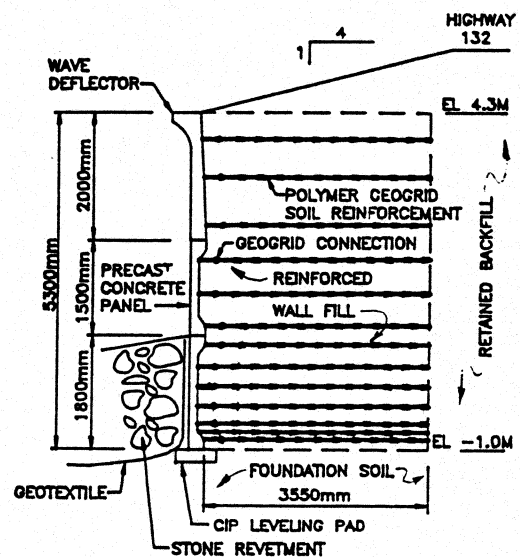 HIGHWAY
132
4
1
WAVE
DEFLECTOR
EL 4.3M
2000mm
POLYMER GEOGRID
SOIL REINFORCEMENT
GEOGRID CONNECTION
5300mm
PRECAST
CONCRETE
PANEL
REINFORCED
1500mm
WALL FILL
RETAINED BACKFILL
1800mm
EL -1.0M
FOUNDATION SOIL
3550mm
GEOTEXTILE
CIP LEVELING PAD
STONE REVETMENT